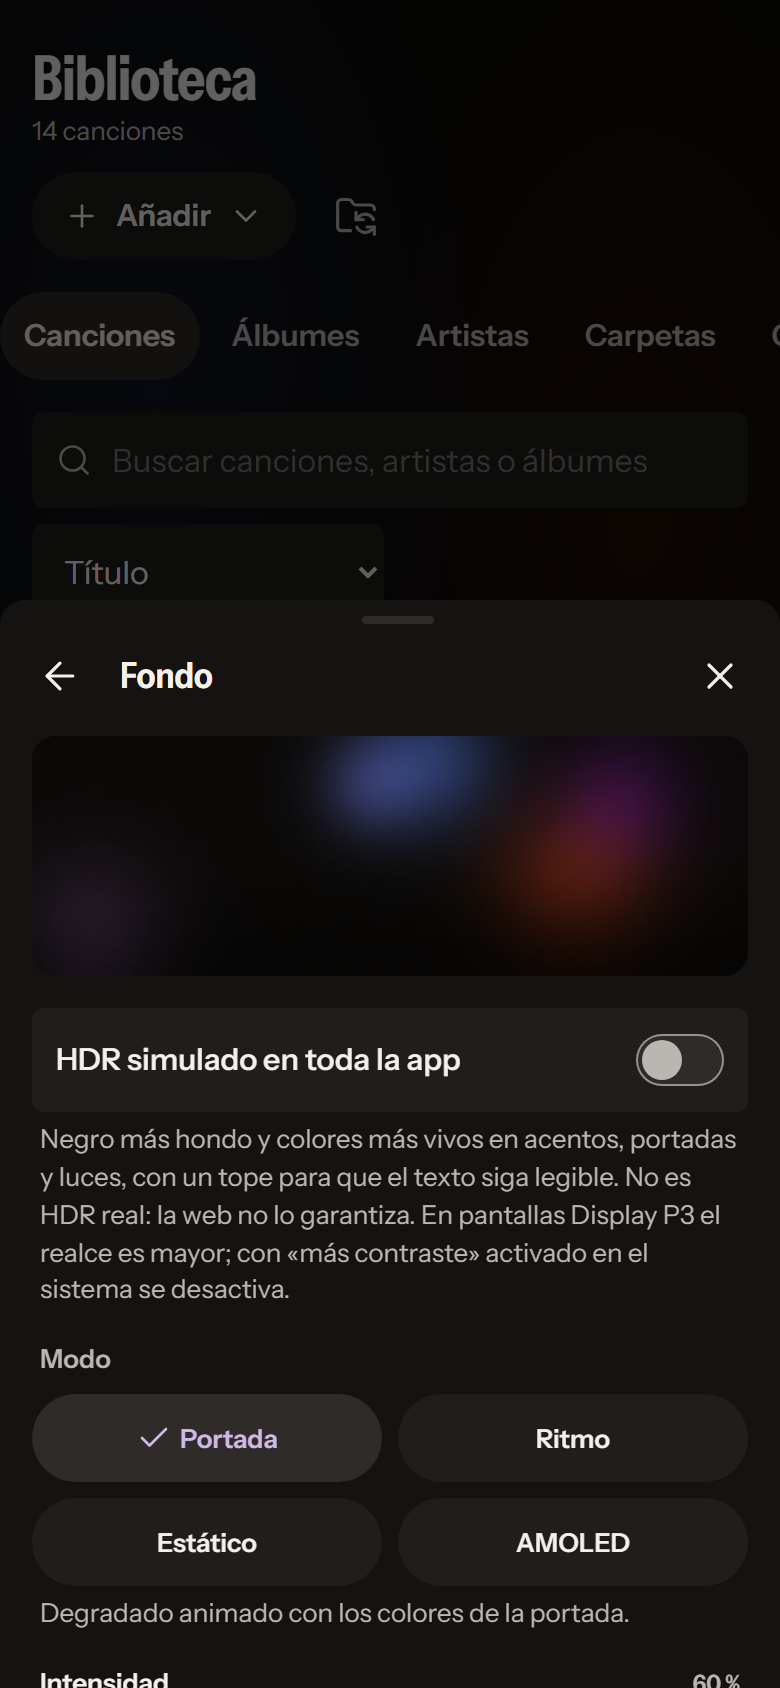 Biblioteca
14 canciones
Añadir
Canciones Álbumes Artistas Carpetas
Buscar canciones, artistas o álbumes
Título
Fondo
HDR simulado en toda la app
Negro más hondo y colores más vivos en acentos, portadas
y luces, con un tope para que el texto siga legible. No es
HDR real: la web no lo garantiza. En pantallas Display P3 el
realce es mayor; con «más contraste» activado en el
sistema se desactiva.
Modo
Portada Ritmo
Estático AMOLED
Degradado animado con los colores de la portada.
Intensidad 60 %